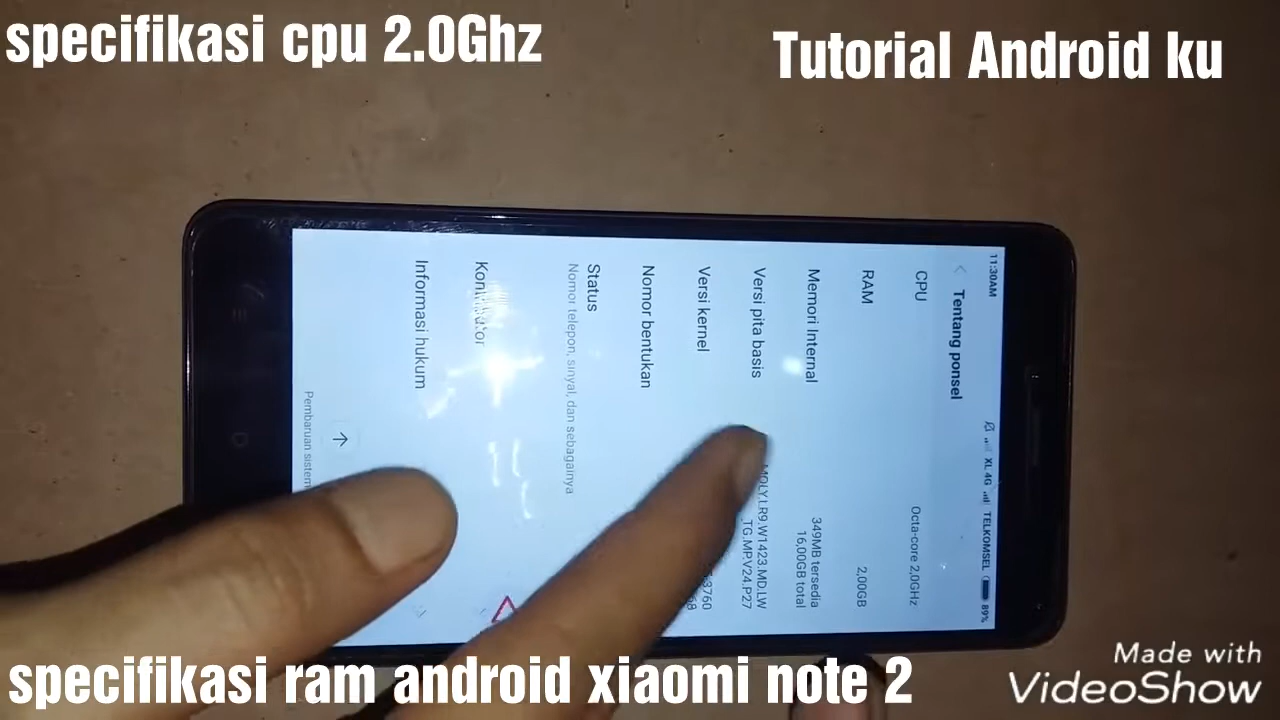 specifikasi cpu 2.0Ghz
Tutorial Android ku
11:30AM
XL 4G
TELKOMSEL
89%
Tentang ponsel
CPU
Octa-core 2,0GHz
RAM
2,00GB
Memori Internal
349MB tersedia
16,00GB total
Versi pita basis
MOLY.LR9.W1423.MD.LW
TG.MP.V24.P27
Versi kernel
Nomor bentukan
Status
Nomor telepon, sinyal, dan sebagainya
Informasi hukum
Pembaruan sistem
specifikasi ram android xiaomi note 2
Made with
VideoShow